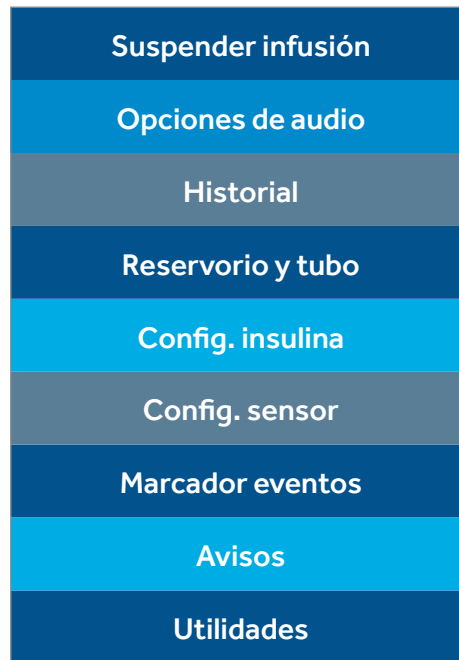 Suspender infusión
Opciones de audio
Historial
Reservorio y tubo
Config. insulina
Config. sensor
Marcador eventos
Avisos
Utilidades